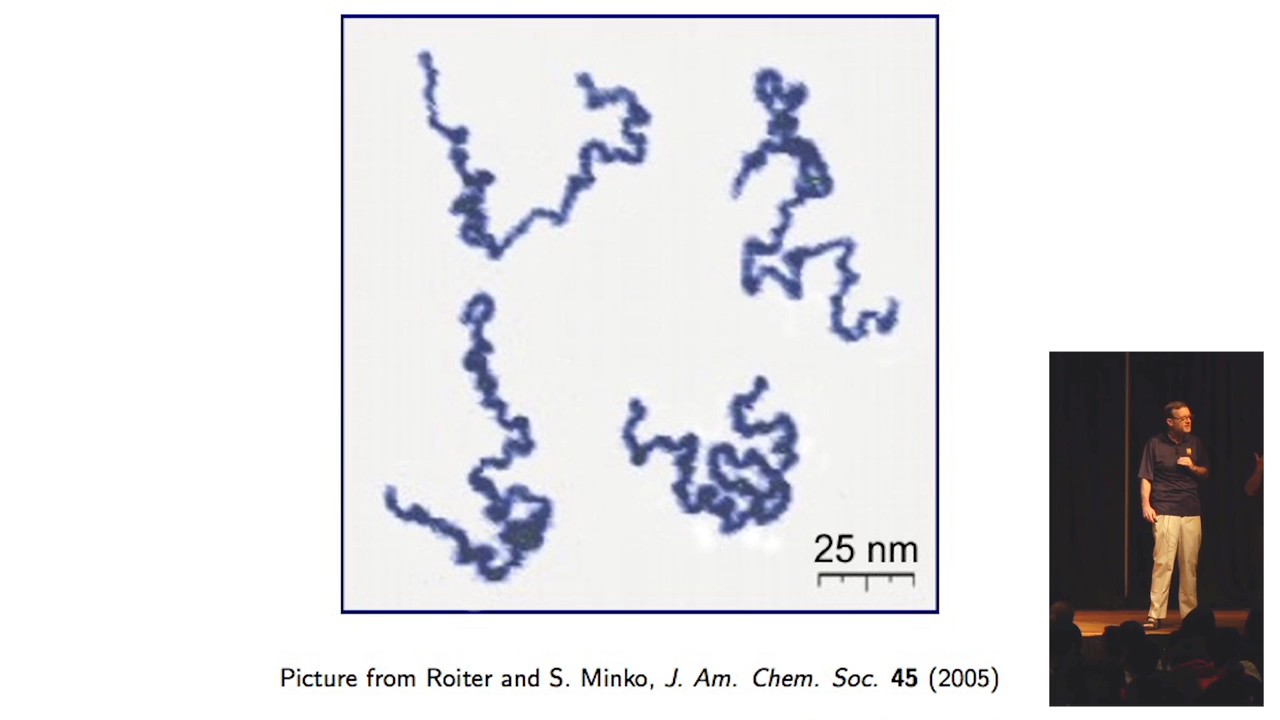 25 nm
Picture from Roiter and S. Minko, J. Am. Chem. Soc. 45 (2005)